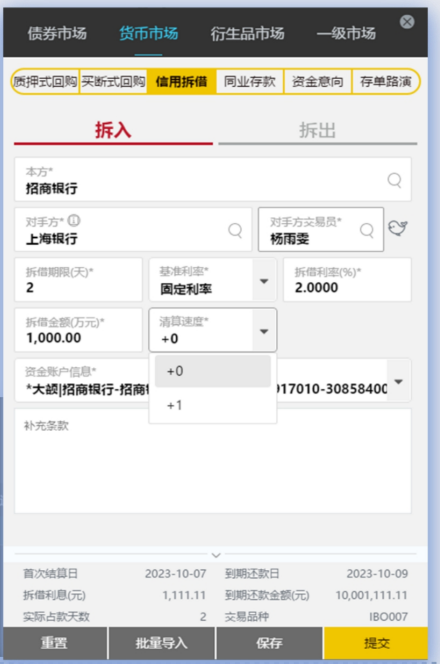 债券市场 货币市场 衍生品市场 一级市场
质押式回购 买断式回购 信用拆借 同业存款 资金意向 存单路演
拆入 拆出
本方*
招商银行
对手方* 对手方交易员*
上海银行 杨雨雯
拆借期限(天)* 基准利率* 拆借利率(%)*
2 固定利率 2.0000
拆借金额(万元)* 清算速度*
1,000.00 +0
+0
+1
资金账户信息*
*大额|招商银行-招商 17010-30858400
补充条款
首次结算日 2023-10-07 到期还款日 2023-10-09
拆借利息(元) 1,111.11 到期还款金额(元) 10,001,111.11
实际占款天数 2 交易品种 IBO007
重置 批量导入 保存 提交